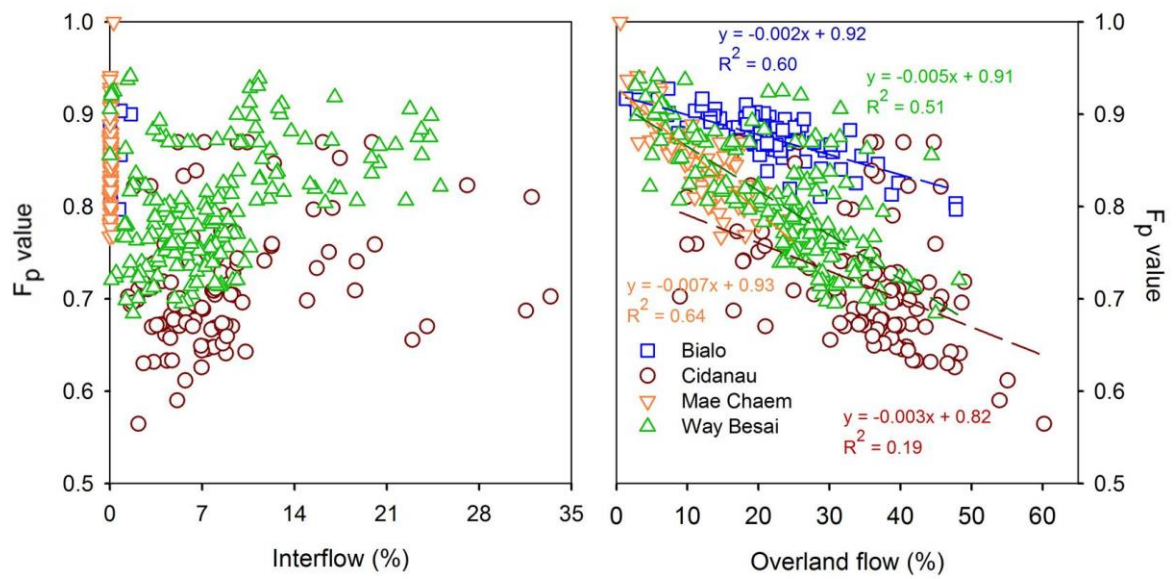 F_p value
1.0
0.9
0.8
0.7
0.6
0.5
0
7
14
21
28
35
Interflow (%)
y = -0.002x + 0.92
R² = 0.60
y = -0.005x + 0.91
R² = 0.51
y = -0.007x + 0.93
R² = 0.64
Bialo
Cidanau
Mae Chaem
Way Besai
y = -0.003x + 0.82
R² = 0.19
0
10
20
30
40
50
60
Overland flow (%)
1.0
0.9
0.8
0.7
0.6
0.5
F_p value